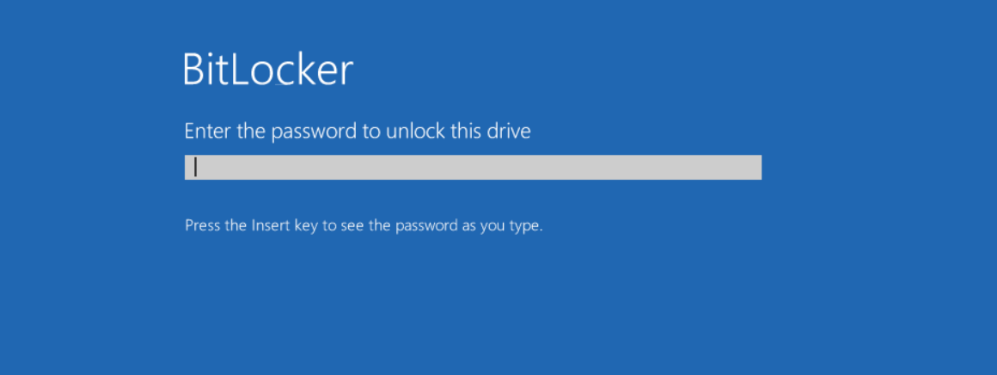 BitLocker
Enter the password to unlock this drive
Press the Insert key to see the password as you type.